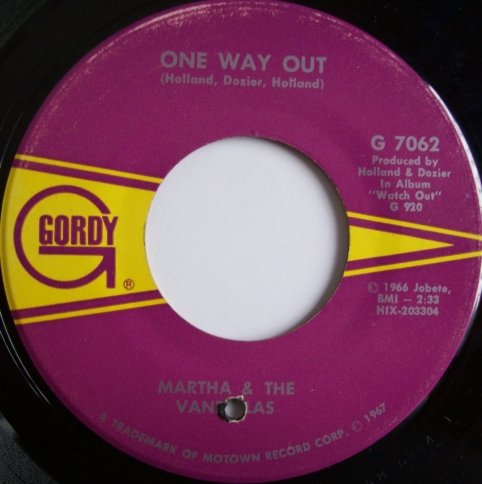 ONE WAY OUT
(Holland, Dozier, Holland)
G 7062
Produced by
Holland & Dozier
In Album
"Watch Out"
G 920
GORDY
G
®
© 1966 Jobete,
BMI — 2:33
HIX-203304
MARTHA & THE
A TRADEMARK OF MOTOWN RECORD CORP. © 1967